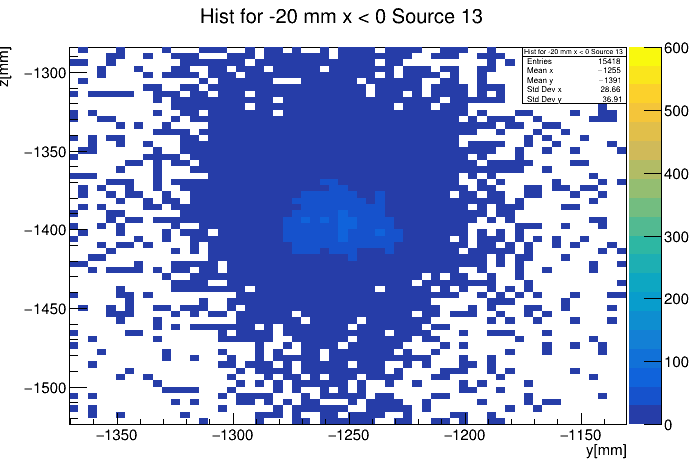 Hist for -20 mm x < 0 Source 13
z[mm]
Hist for -20 mm x < 0 Source 13
Entries 15418
Mean x −1255
Mean y −1391
Std Dev x 28.66
Std Dev y 36.91
−1300
−1350
−1400
−1450
−1500
−1350 −1300 −1250 −1200 −1150
y[mm]
600
500
400
300
200
100
0